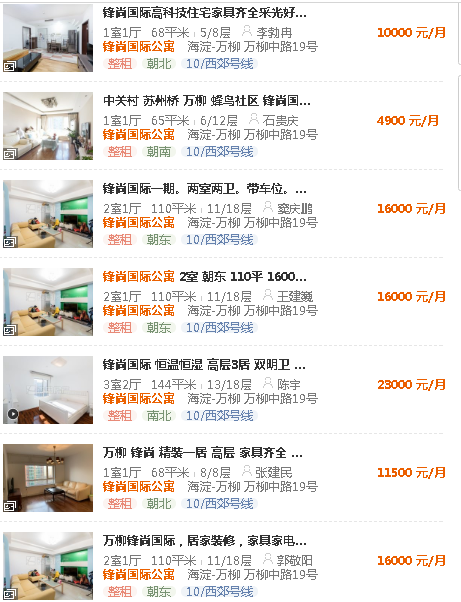 锋尚国际高科技住宅家具齐全采光好...
1室1厅 68平米 5/8层 李勃冉
10000 元/月
锋尚国际公寓 海淀-万柳 万柳中路19号
整租 朝北 10/西郊号线
中关村 苏州桥 万柳 蜂鸟社区 锋尚国...
1室1厅 65平米 6/12层 石贵庆
4900 元/月
锋尚国际公寓 海淀-万柳 万柳中路19号
整租 朝南 10/西郊号线
锋尚国际一期。两室两卫。带车位。...
2室1厅 110平米 11/18层 窦庆鹏
16000 元/月
锋尚国际公寓 海淀-万柳 万柳中路19号
整租 朝东 10/西郊号线
锋尚国际公寓 2室 朝东 110平 1600...
2室1厅 110平米 11/18层 王建巍
16000 元/月
锋尚国际公寓 海淀-万柳 万柳中路19号
整租 朝东 10/西郊号线
锋尚国际 恒温恒湿 高层3居 双明卫 ...
3室2厅 144平米 13/18层 陈宇
23000 元/月
锋尚国际公寓 海淀-万柳 万柳中路19号
整租 南北 10/西郊号线
万柳 锋尚 精装一居 高层 家具齐全 ...
1室1厅 68平米 8/8层 张建民
11500 元/月
锋尚国际公寓 海淀-万柳 万柳中路19号
整租 朝北 10/西郊号线
万柳锋尚国际，居家装修，家具家电...
2室1厅 110平米 11/18层 郭敬阳
16000 元/月
锋尚国际公寓 海淀-万柳 万柳中路19号
整租 朝东 10/西郊号线